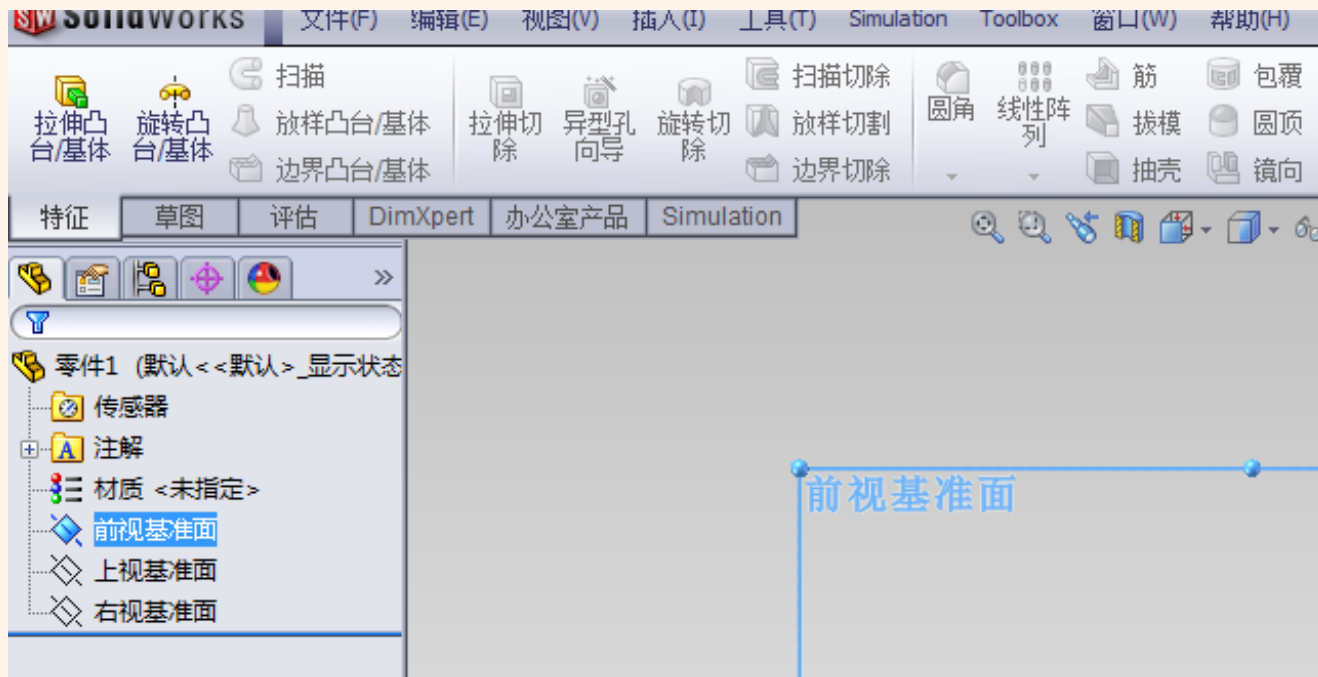 SolidWorks 文件(F) 编辑(E) 视图(V) 插入(I) 工具(T) Simulation Toolbox 窗口(W) 帮助(H)
拉伸凸
台/基体
旋转凸
台/基体
扫描
放样凸台/基体
边界凸台/基体
拉伸切
除
异型孔
向导
旋转切
除
扫描切除
放样切割
边界切除
圆角
线性阵
列
筋
拔模
抽壳
包覆
圆顶
镜向
特征 草图 评估 DimXpert 办公室产品 Simulation
零件1 (默认<<默认>_显示状态
传感器
A 注解
材质 <未指定>
前视基准面
上视基准面
右视基准面
前视基准面